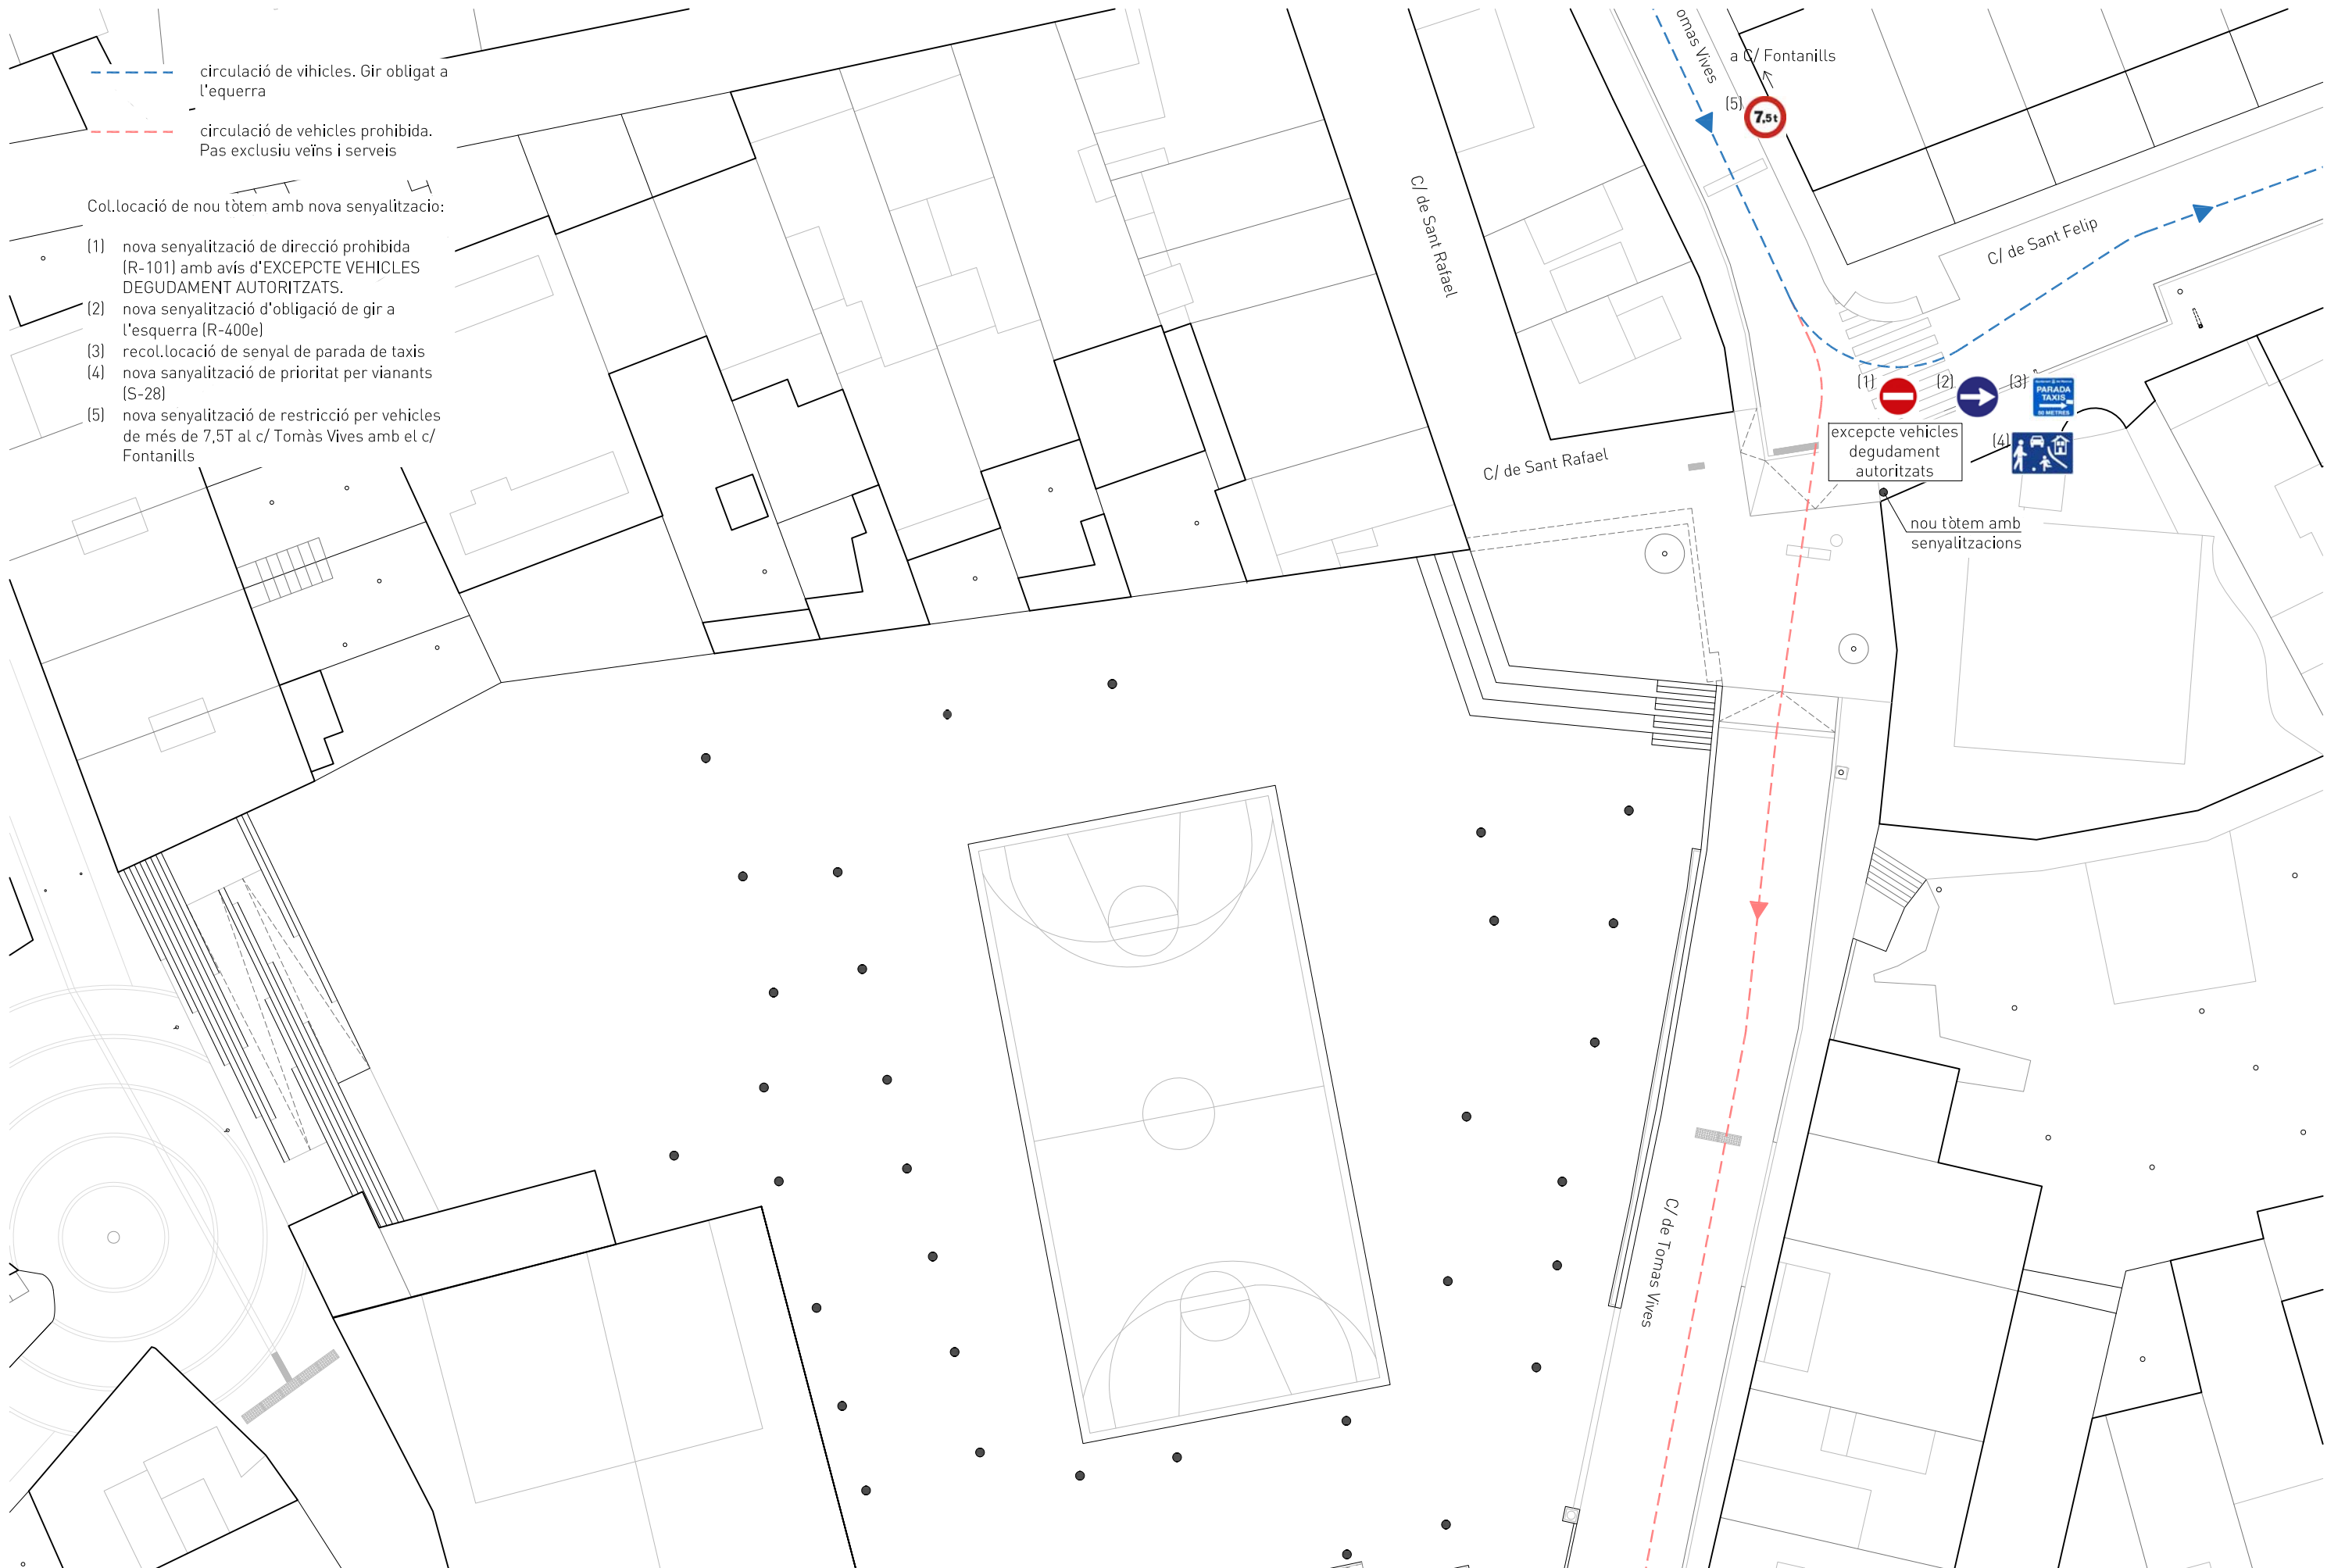 circulació de vihicles. Gir obligat a
l'equerra
circulació de vehicles prohibida.
Pas exclusiu veïns i serveis
Col.locació de nou tòtem amb nova senyalitzacio:
(1) nova senyalització de direcció prohibida
(R-101) amb avís d'EXCEPCTE VEHICLES
DEGUDAMENT AUTORITZATS.
(2) nova senyalització d'obligació de gir a
l'esquerra (R-400e)
(3) recol.locació de senyal de parada de taxis
(4) nova sanyalització de prioritat per vianants
(S-28)
(5) nova senyalització de restricció per vehicles
de més de 7,5T al c/ Tomàs Vives amb el c/
Fontanills
omas Vives
a C/ Fontanills
(5)
7,5t
C/ de Sant Rafael
C/ de Sant Felip
(1)
(2)
(3)
PARADA
TAXIS
50 METRES
excepcte vehicles
degudament
autoritzats
(4)
C/ de Sant Rafael
nou tòtem amb
senyalitzacions
C/ de Tomas Vives